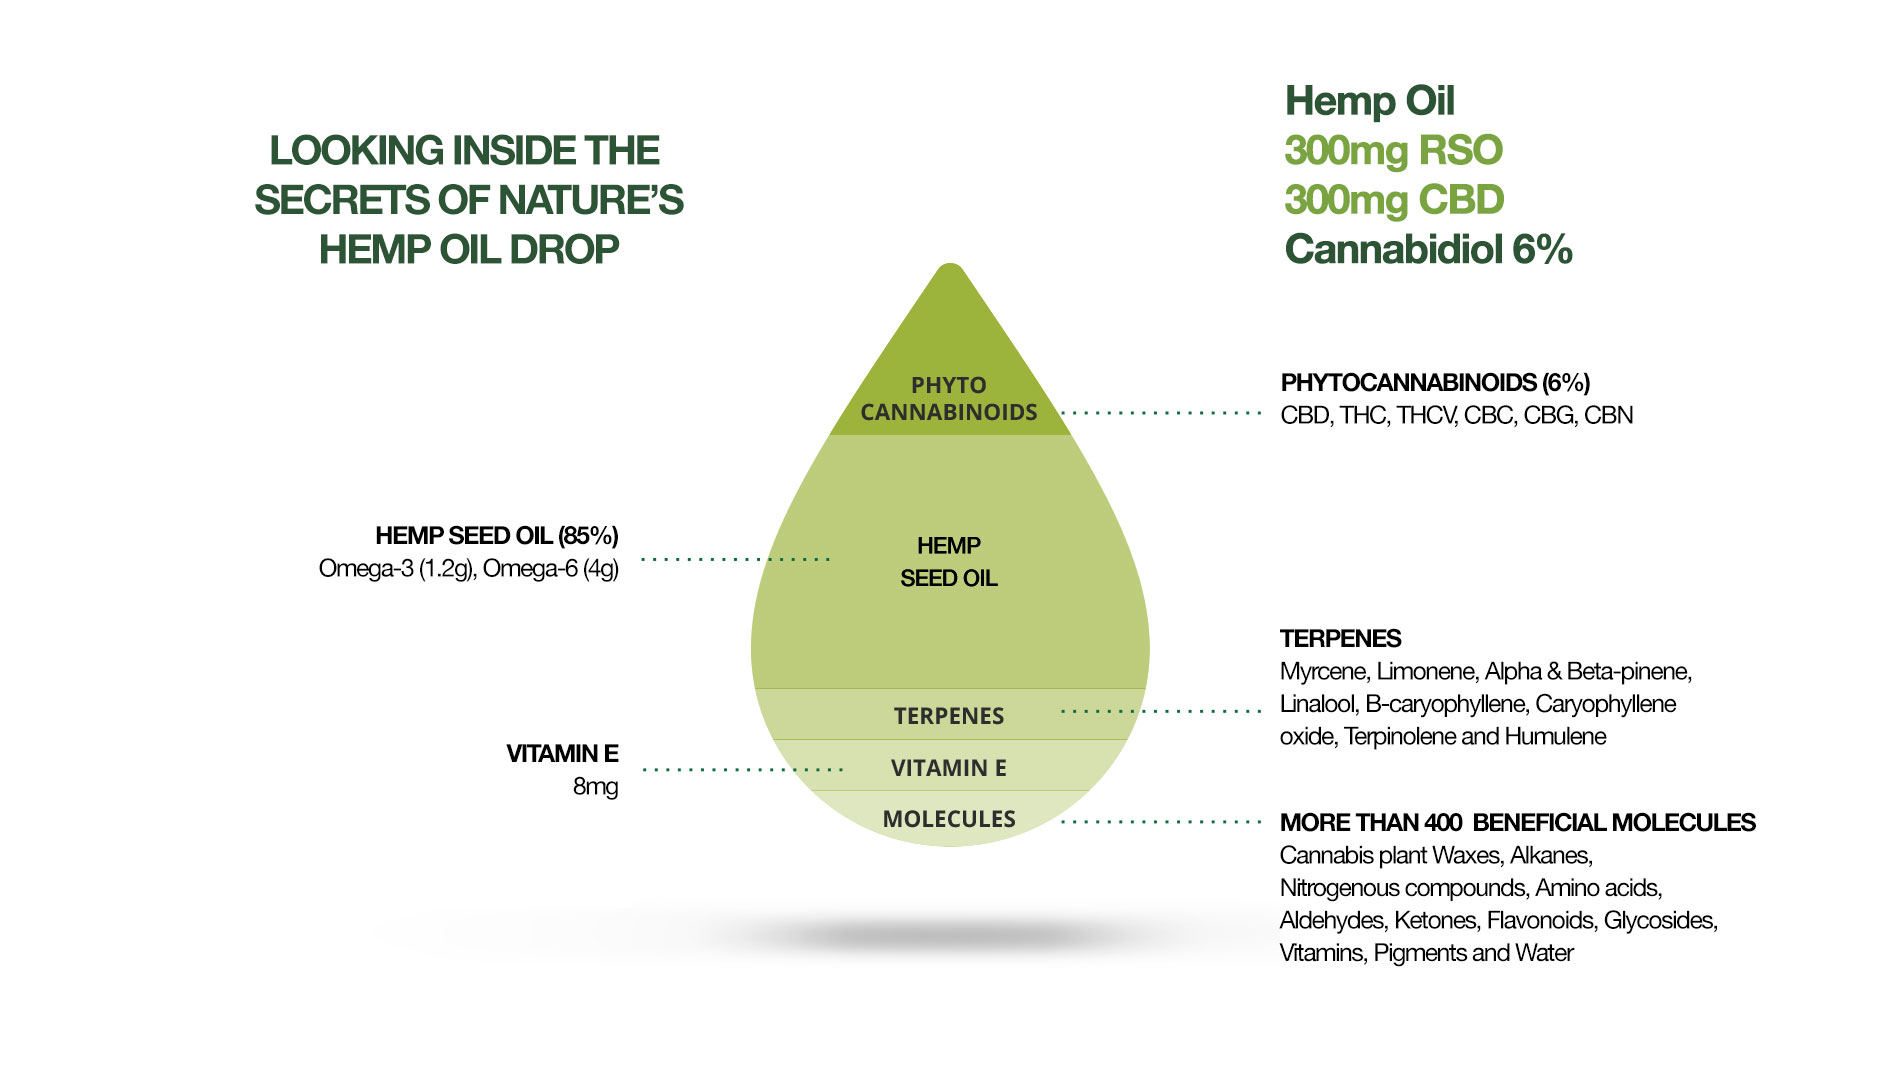 LOOKING INSIDE THE
SECRETS OF NATURE’S
HEMP OIL DROP
Hemp Oil
300mg RSO
300mg CBD
Cannabidiol 6%
PHYTO
CANNABINOIDS
PHYTOCANNABINOIDS (6%)
CBD, THC, THCV, CBC, CBG, CBN
HEMP SEED OIL (85%)
Omega-3 (1.2g), Omega-6 (4g)
HEMP
SEED OIL
TERPENES
TERPENES
Myrcene, Limonene, Alpha & Beta-pinene,
Linalool, B-caryophyllene, Caryophyllene
oxide, Terpinolene and Humulene
VITAMIN E
8mg
VITAMIN E
MOLECULES
MORE THAN 400  BENEFICIAL MOLECULES
Cannabis plant Waxes, Alkanes,
Nitrogenous compounds, Amino acids,
Aldehydes, Ketones, Flavonoids, Glycosides,
Vitamins, Pigments and Water